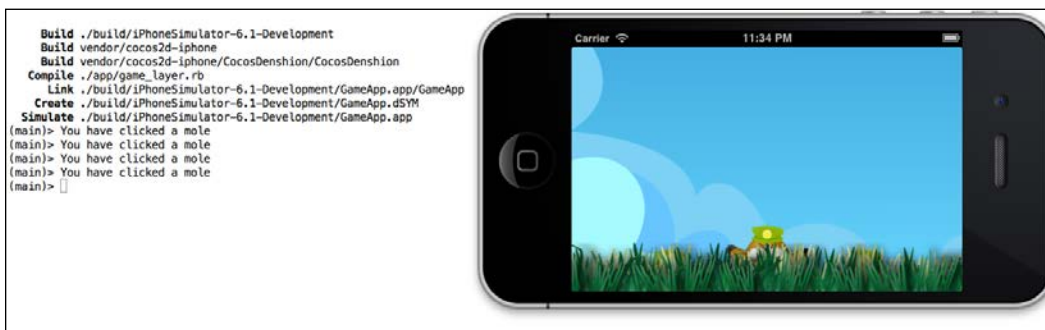 Build ./build/iPhoneSimulator-6.1-Development
Build vendor/cocos2d-iphone
Build vendor/cocos2d-iphone/CocosDenshion/CocosDenshion
Compile ./app/game_layer.rb
Link ./build/iPhoneSimulator-6.1-Development/GameApp.app/GameApp
Create ./build/iPhoneSimulator-6.1-Development/GameApp.dSYM
Simulate ./build/iPhoneSimulator-6.1-Development/GameApp.app
(main)> You have clicked a mole
(main)> You have clicked a mole
(main)> You have clicked a mole
(main)> You have clicked a mole
(main)>
Carrier 11:34 PM